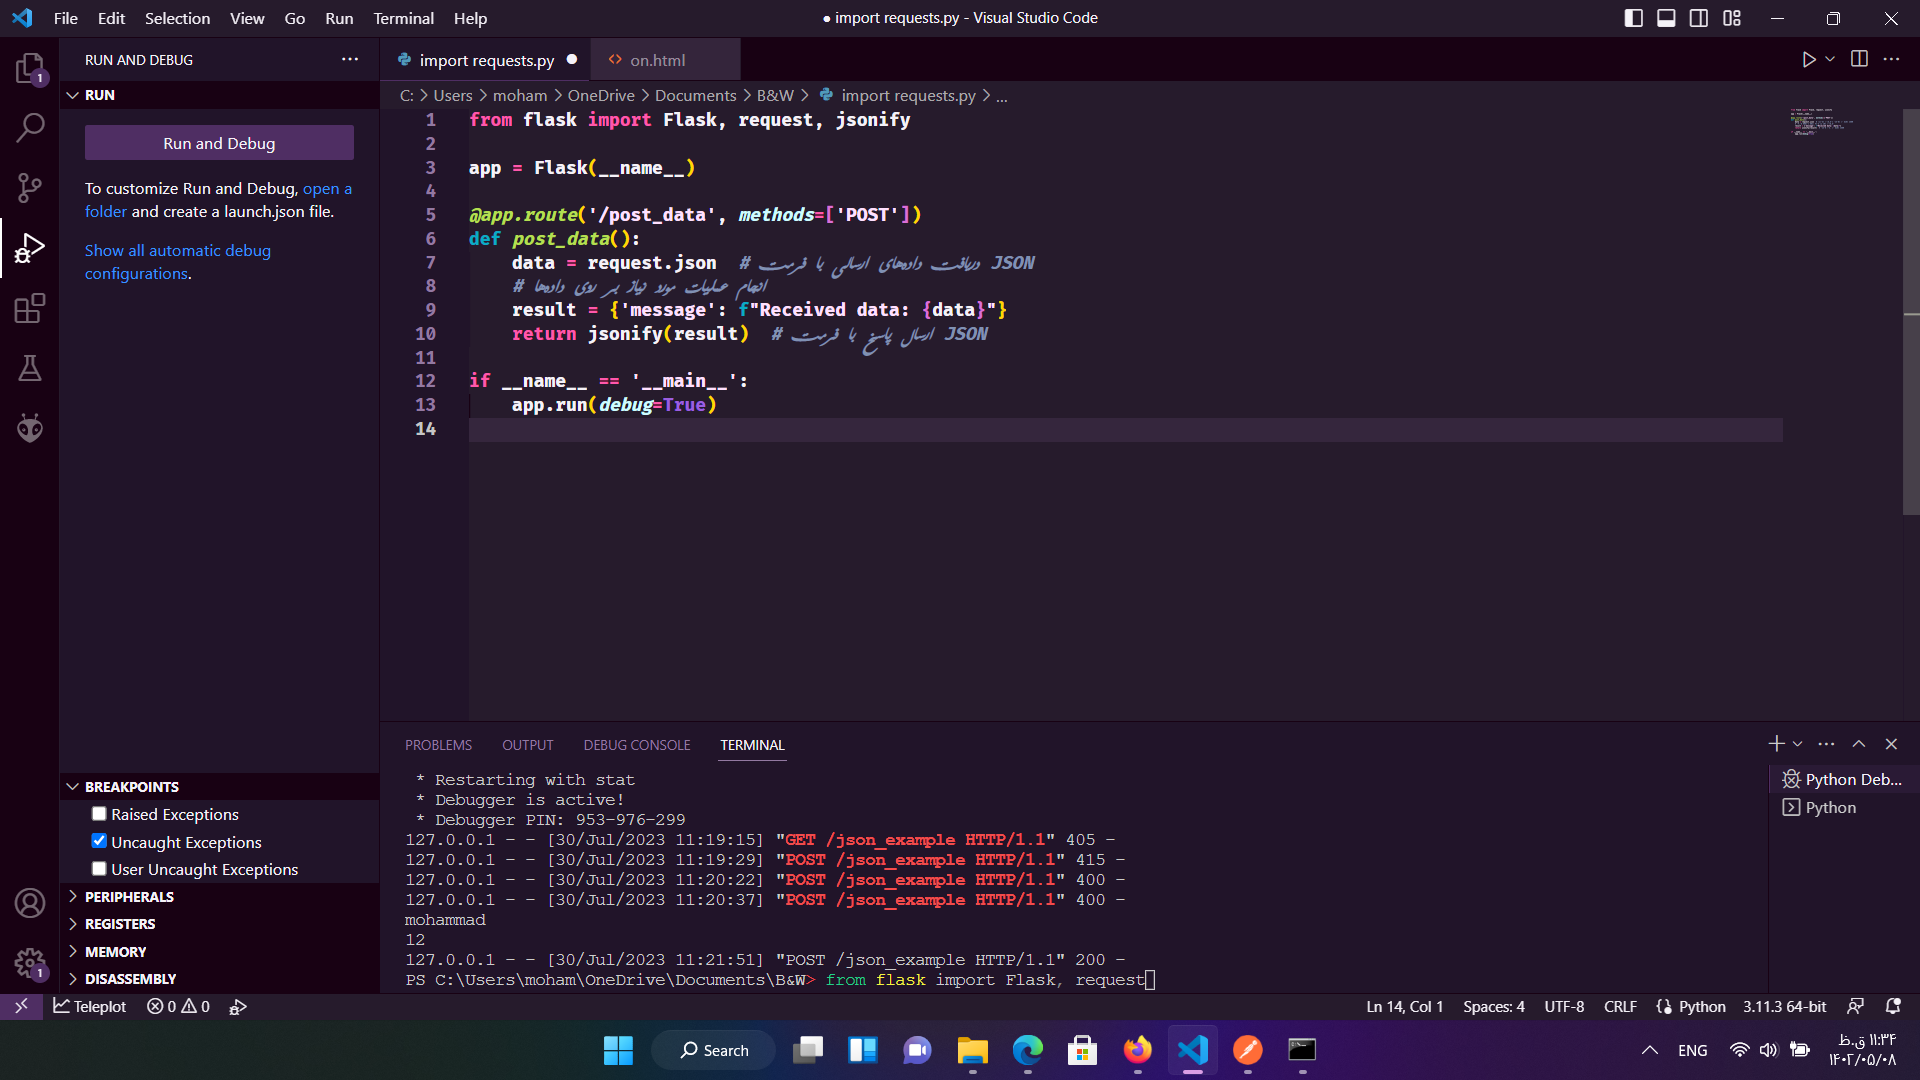 File Edit Selection View Go Run Terminal Help
● import requests.py - Visual Studio Code
RUN AND DEBUG
import requests.py
on.html
RUN
C: > Users > moham > OneDrive > Documents > B&W > import requests.py > ...
Run and Debug
To customize Run and Debug, open a
folder and create a launch.json file.
Show all automatic debug
configurations.
1 from flask import Flask, request, jsonify
2
3 app = Flask(__name__)
4
5 @app.route('/post_data', methods=['POST'])
6 def post_data():
7 data = request.json # دریافت داده‌های ارسالی با فرمت JSON
8 # انجام عملیات مورد نیاز بر روی داده‌ها
9 result = {'message': f"Received data: {data}"}
10 return jsonify(result) # ارسال پاسخ با فرمت JSON
11
12 if __name__ == '__main__':
13 app.run(debug=True)
14
BREAKPOINTS
Raised Exceptions
Uncaught Exceptions
User Uncaught Exceptions
PERIPHERALS
REGISTERS
MEMORY
DISASSEMBLY
PROBLEMS OUTPUT DEBUG CONSOLE TERMINAL
* Restarting with stat
* Debugger is active!
* Debugger PIN: 953-976-299
127.0.0.1 - - [30/Jul/2023 11:19:15] "GET /json_example HTTP/1.1" 405 -
127.0.0.1 - - [30/Jul/2023 11:19:29] "POST /json_example HTTP/1.1" 415 -
127.0.0.1 - - [30/Jul/2023 11:20:22] "POST /json_example HTTP/1.1" 400 -
127.0.0.1 - - [30/Jul/2023 11:20:37] "POST /json_example HTTP/1.1" 400 -
mohammad
12
127.0.0.1 - - [30/Jul/2023 11:21:51] "POST /json_example HTTP/1.1" 200 -
PS C:\Users\moham\OneDrive\Documents\B&W> from flask import Flask, request
Python Deb...
Python
1
1
Teleplot 0 0
Ln 14, Col 1 Spaces: 4 UTF-8 CRLF Python 3.11.3 64-bit
Search
ENG
۱۱:۳۴ ق.ظ
۱۴۰۲/۰۵/۰۸